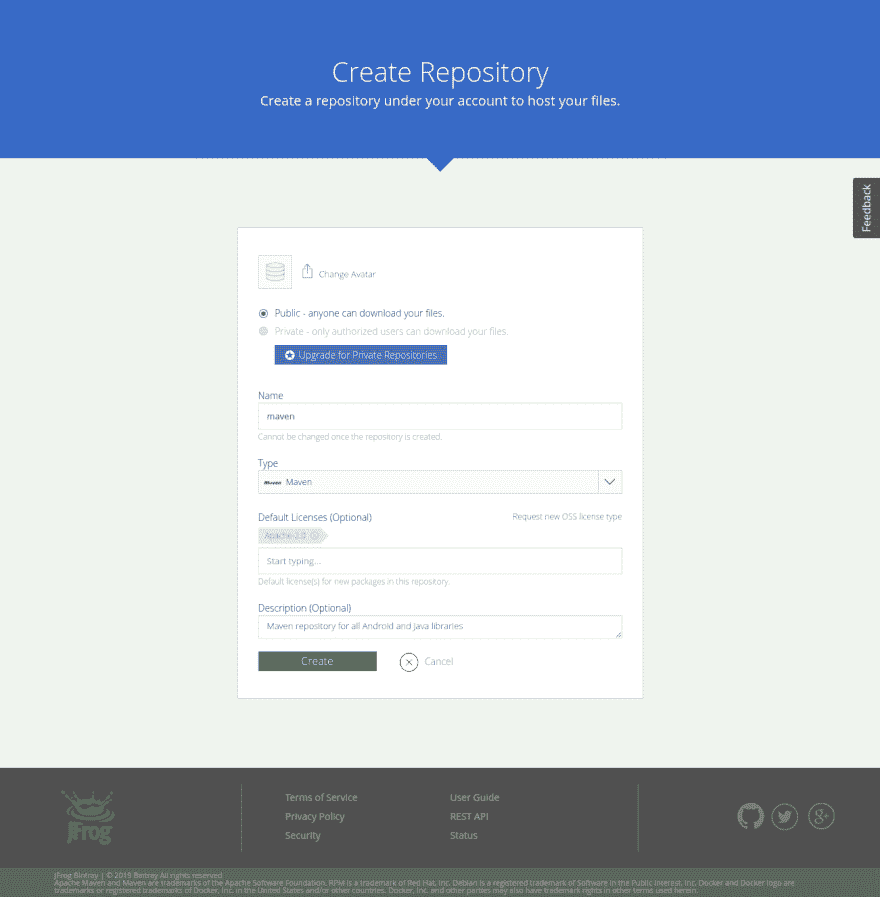 Create Repository
Create a repository under your account to host your files.
Feedback
Change Avatar
Public - anyone can download your files.
Private - only authorized users can download your files.
Upgrade for Private Repositories
Name
maven
Cannot be changed once the repository is created.
Type
Maven Maven
Default Licenses (Optional) Request new OSS license type
Apache-2.0
Start typing...
Default license(s) for new packages in this repository.
Description (Optional)
Maven repository for all Android and Java libraries
Create Cancel
JFrog
Terms of Service User Guide
Privacy Policy REST API
Security Status
JFrog Bintray | © 2019 Bintray All rights reserved
Apache Maven and Maven are trademarks of the Apache Software Foundation. RPM is a trademark of Red Hat, Inc. Debian is a registered trademark of Software in the Public Interest, Inc. Docker and Docker logo are
trademarks or registered trademarks of Docker, Inc. in the United States and/or other countries. Docker, Inc. and other parties may also have trademark rights in other terms used herein.